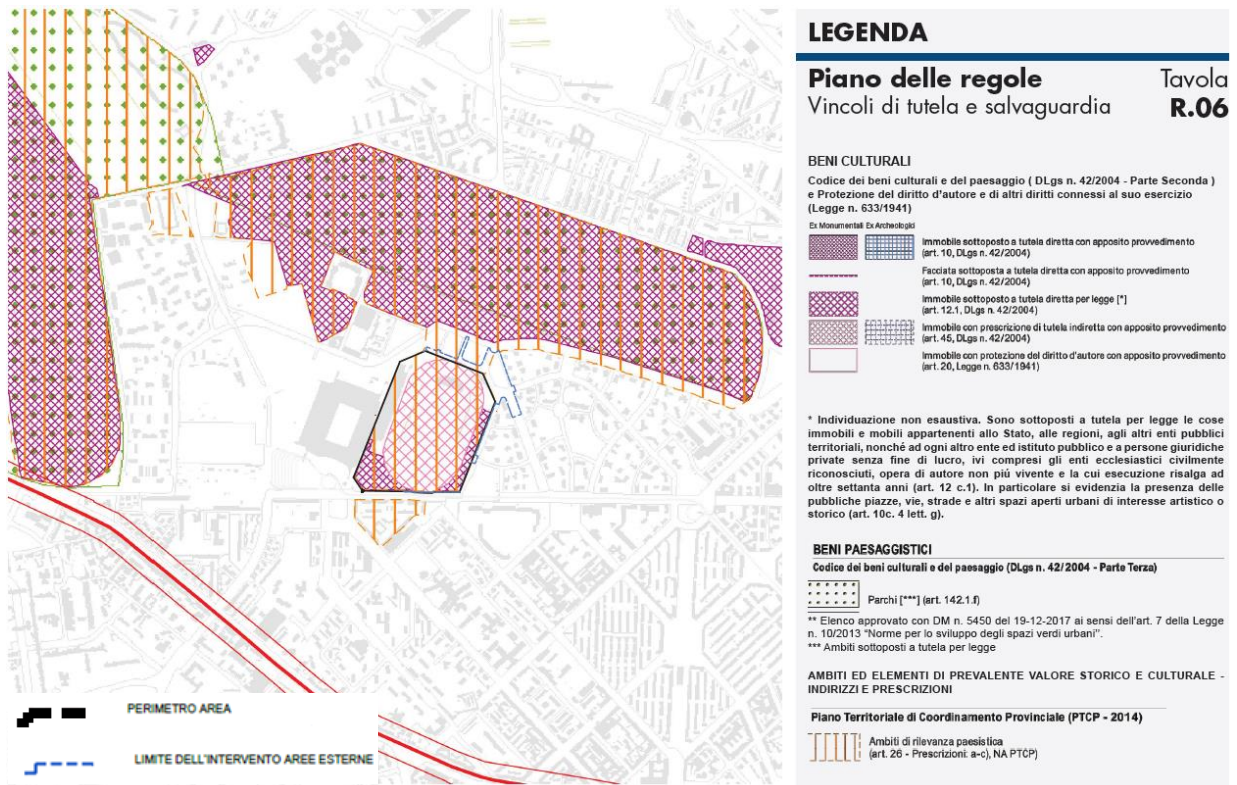 LEGENDA
Piano delle regole
Tavola
Vincoli di tutela e salvaguardia
R.06
BENI CULTURALI
Codice dei beni culturali e del paesaggio ( DLgs n. 42/2004 - Parte Seconda )
e Protezione del diritto d'autore e di altri diritti connessi al suo esercizio
(Legge n. 633/1941)
Ex Monumentali Ex Archeologici
Immobile sottoposto a tutela diretta con apposito provvedimento
(art. 10, DLgs n. 42/2004)
Facciata sottoposta a tutela diretta con apposito provvedimento
(art. 10, DLgs n. 42/2004)
Immobile sottoposto a tutela diretta per legge [*]
(art. 12.1, DLgs n. 42/2004)
Immobile con prescrizione di tutela indiretta con apposito provvedimento
(art. 45, DLgs n. 42/2004)
Immobile con protezione del diritto d'autore con apposito provvedimento
(art. 20, Legge n. 633/1941)
* Individuazione non esaustiva. Sono sottoposti a tutela per legge le cose
immobili e mobili appartenenti allo Stato, alle regioni, agli altri enti pubblici
territoriali, nonché ad ogni altro ente ed istituto pubblico e a persone giuridiche
private senza fine di lucro, ivi compresi gli enti ecclesiastici civilmente
riconosciuti, opera di autore non più vivente e la cui esecuzione risalga ad
oltre settanta anni (art. 12 c.1). In particolare si evidenzia la presenza delle
pubbliche piazze, vie, strade e altri spazi aperti urbani di interesse artistico o
storico (art. 10c. 4 lett. g).
BENI PAESAGGISTICI
Codice dei beni culturali e del paesaggio (DLgs n. 42/2004 - Parte Terza)
Parchi [***] (art. 142.1.f)
** Elenco approvato con DM n. 5450 del 19-12-2017 ai sensi dell'art. 7 della Legge
n. 10/2013 "Norme per lo sviluppo degli spazi verdi urbani".
*** Ambiti sottoposti a tutela per legge
AMBITI ED ELEMENTI DI PREVALENTE VALORE STORICO E CULTURALE -
INDIRIZZI E PRESCRIZIONI
Piano Territoriale di Coordinamento Provinciale (PTCP - 2014)
Ambiti di rilevanza paesistica
(art. 26 - Prescrizioni: a-c), NA PTCP)
PERIMETRO AREA
LIMITE DELL'INTERVENTO AREE ESTERNE